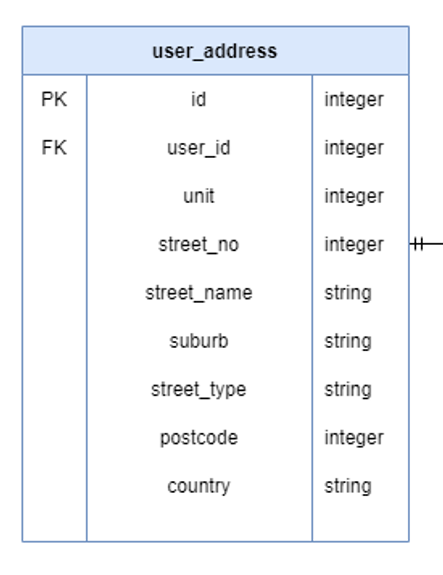 user_address
PK id integer
FK user_id integer
unit integer
street_no integer
street_name string
suburb string
street_type string
postcode integer
country string